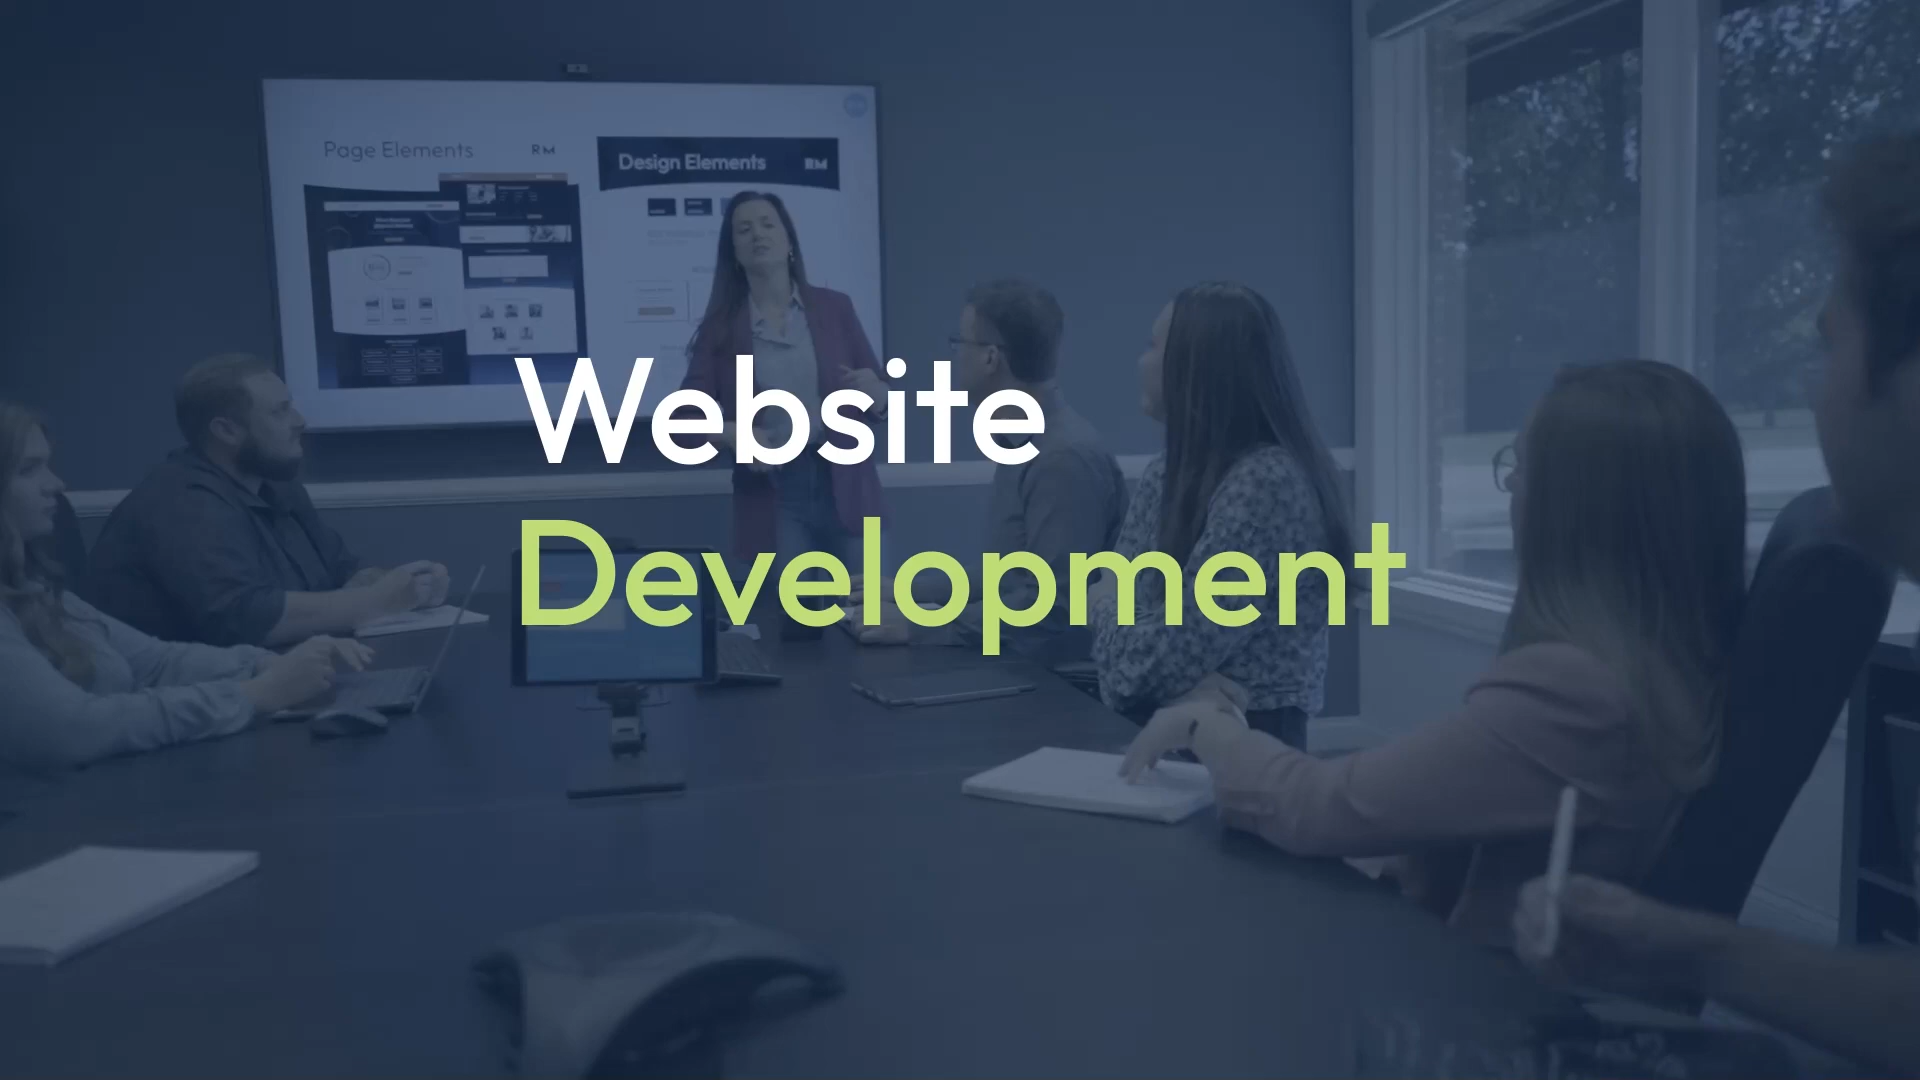 Page Elements RM
Design Elements RM
Website
Development